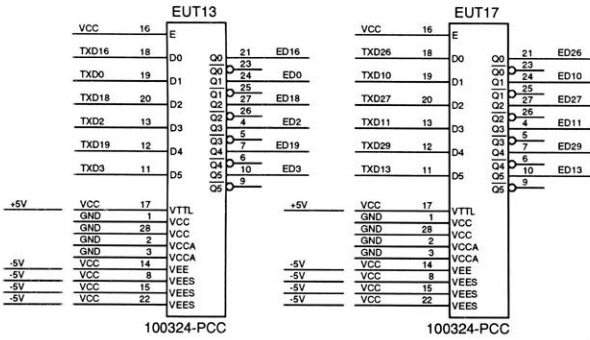 EUT13 EUT17
VCC 16 E VCC 16 E
TXD16 18 D0 Q0 21 ED16 TXD26 18 D0 Q0 21 ED26
Q0 23 Q0 23
TXD0 19 D1 Q1 24 ED0 TXD10 19 D1 Q1 24 ED10
Q1 25 Q1 25
TXD18 20 D2 Q2 27 ED18 TXD27 20 D2 Q2 27 ED27
Q2 26 Q2 26
TXD2 13 D3 Q3 4 ED2 TXD11 13 D3 Q3 4 ED11
Q3 5 Q3 5
TXD19 12 D4 Q4 7 ED19 TXD29 12 D4 Q4 7 ED29
Q4 6 Q4 6
TXD3 11 D5 Q5 10 ED3 TXD13 11 D5 Q5 10 ED13
Q5 9 Q5 9
+5V VCC 17 VTTL +5V VCC 17 VTTL
GND 1 VCC GND 1 VCC
GND 28 VCC GND 28 VCC
GND 2 VCCA GND 2 VCCA
GND 3 VCCA GND 3 VCCA
-5V VCC 14 VEE -5V VCC 14 VEE
-5V VCC 8 VEES -5V VCC 8 VEES
-5V VCC 15 VEES -5V VCC 15 VEES
-5V VCC 22 VEES -5V VCC 22 VEES
100324-PCC 100324-PCC